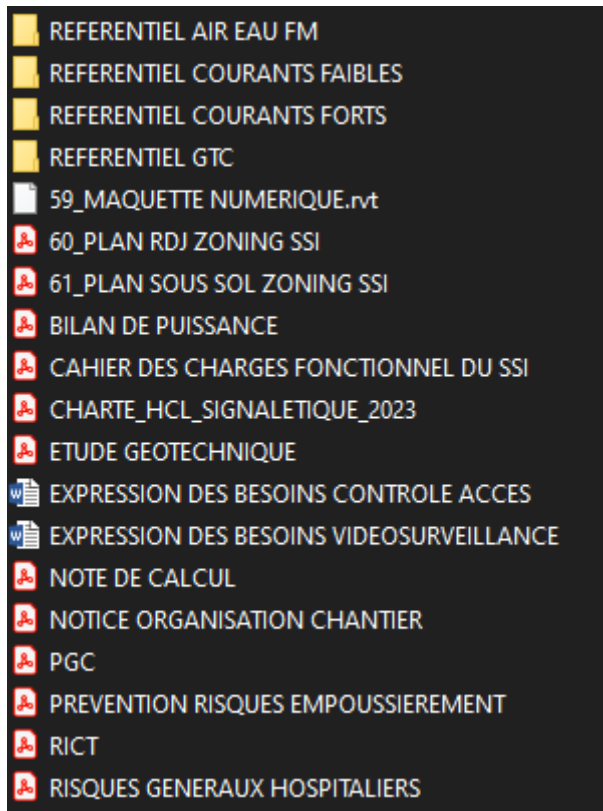 REFERENTIEL AIR EAU FM
REFERENTIEL COURANTS FAIBLES
REFERENTIEL COURANTS FORTS
REFERENTIEL GTC
59_MAQUETTE NUMERIQUE.rvt
60_PLAN RDJ ZONING SSI
61_PLAN SOUS SOL ZONING SSI
BILAN DE PUISSANCE
CAHIER DES CHARGES FONCTIONNEL DU SSI
CHARTE_HCL_SIGNALETIQUE_2023
ETUDE GEOTECHNIQUE
EXPRESSION DES BESOINS CONTROLE ACCES
EXPRESSION DES BESOINS VIDEOSURVEILLANCE
NOTE DE CALCUL
NOTICE ORGANISATION CHANTIER
PGC
PREVENTION RISQUES EMPOUSSIEREMENT
RICT
RISQUES GENERAUX HOSPITALIERS